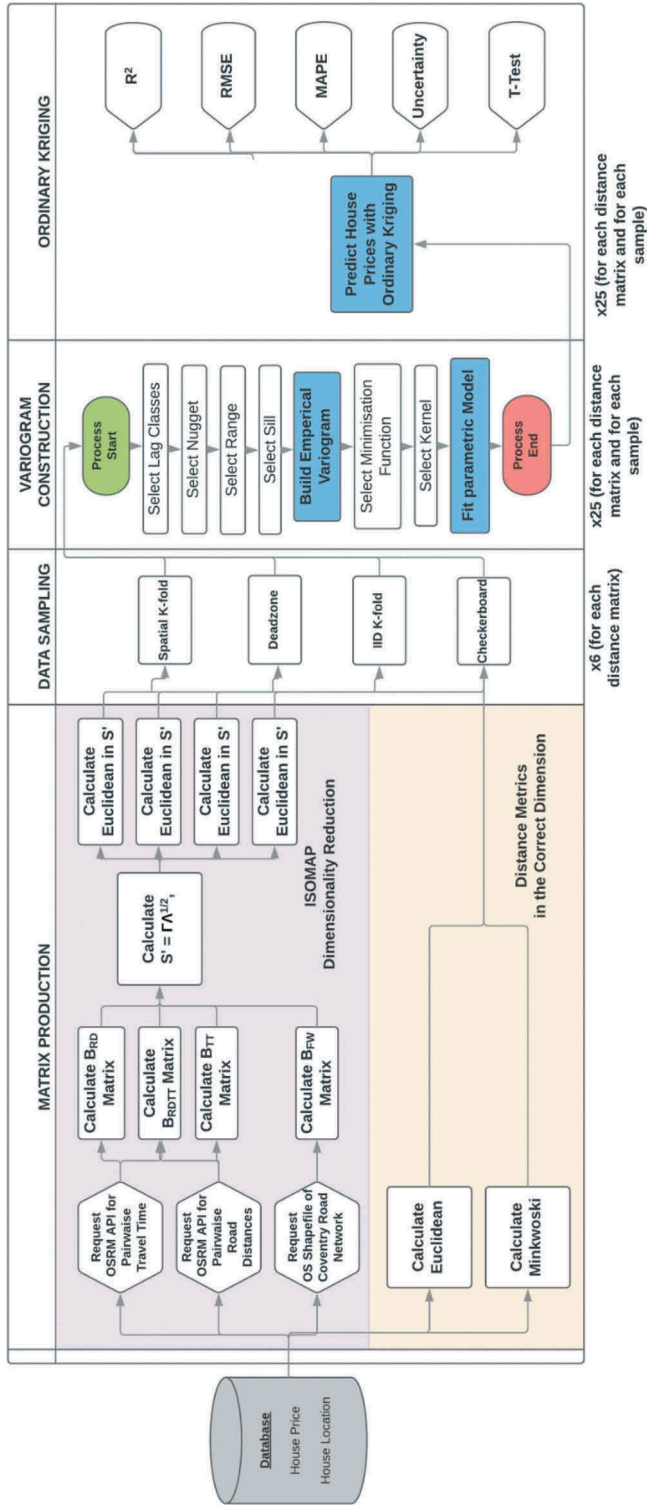 Database
House Price
House Location
MATRIX PRODUCTION
Request
OSRM API for
Pairwaise
Travel Time
Request
OSRM API for
Pairwaise
Road
Distances
Request
OS Shapefile of
Coventry Road
Network
Calculate BRD
Matrix
Calculate
BRDTT Matrix
Calculate BTT
Matrix
Calculate BFW
Matrix
Calculate
S' = ΓΛ1/2,
Calculate
Euclidean in S'
Calculate
Euclidean in S'
Calculate
Euclidean in S'
Calculate
Euclidean in S'
ISOMAP
Dimensionality Reduction
Calculate
Euclidean
Calculate
Minkwoski
Distance Metrics
in the Correct Dimension
DATA SAMPLING
Spatial K-fold
Deadzone
IID K-fold
Checkerboard
x6 (for each
distance matrix)
VARIOGRAM
CONSTRUCTION
Process
Start
Select Lag Classes
Select Nugget
Select Range
Select Sill
Build Emperical
Variogram
Select Minimisation
Function
Select Kernel
Fit parametric Model
Process
End
x25 (for each distance
matrix and for each
sample)
ORDINARY KRIGING
Predict House
Prices with
Ordinary Kriging
R²
RMSE
MAPE
Uncertainty
T-Test
x25 (for each distance
matrix and for each
sample)